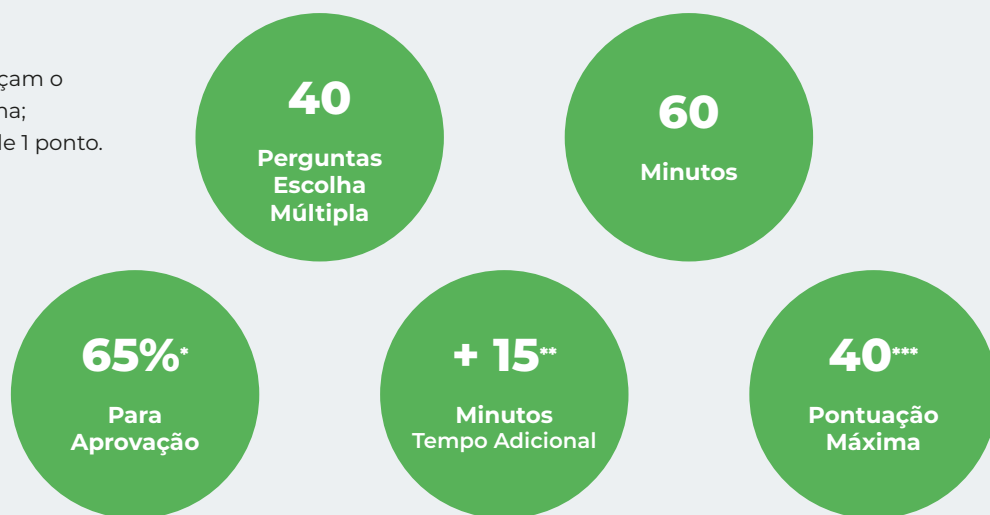 çam o
na;
de 1 ponto.
40
Perguntas
Escolha
Múltipla
60
Minutos
65%*
Para
Aprovação
+ 15**
Minutos
Tempo Adicional
40***
Pontuação
Máxima